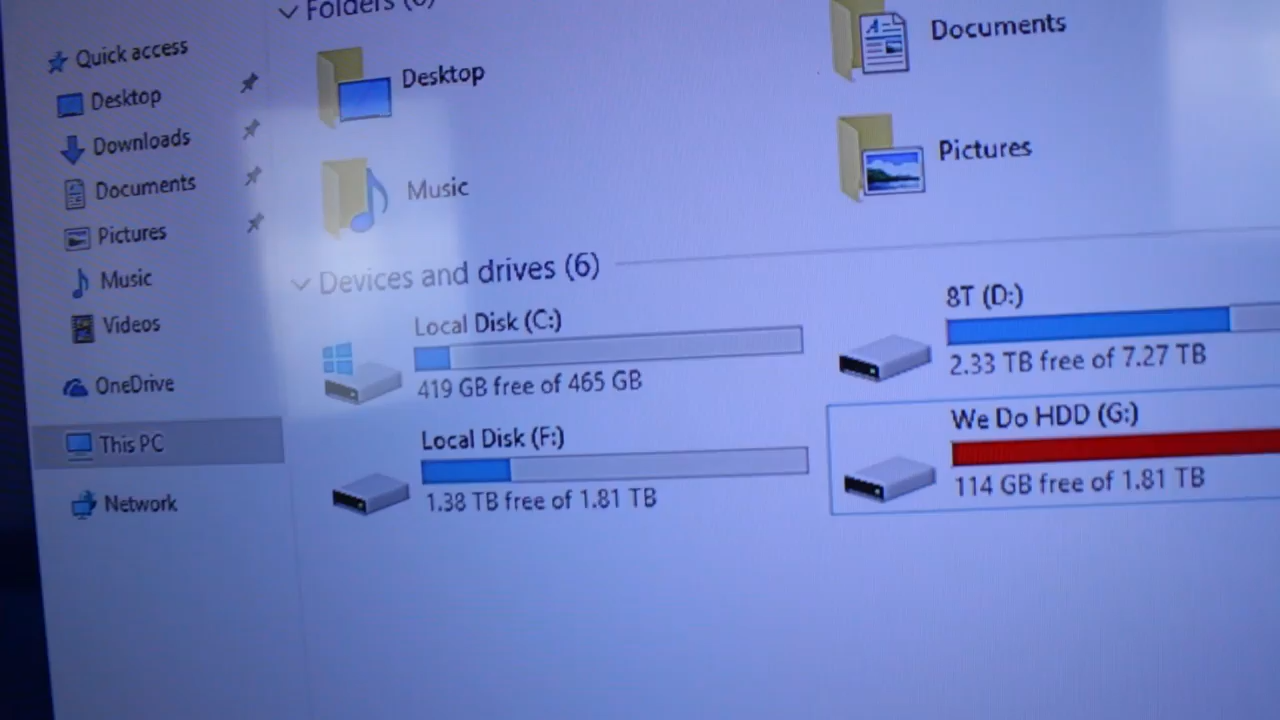 Quick access
Desktop
Downloads
Documents
Pictures
Music
Videos
OneDrive
This PC
Network
Folders (6)
Desktop
Documents
Music
Pictures
Devices and drives (6)
Local Disk (C:)
419 GB free of 465 GB
8T (D:)
2.33 TB free of 7.27 TB
Local Disk (F:)
1.38 TB free of 1.81 TB
We Do HDD (G:)
114 GB free of 1.81 TB